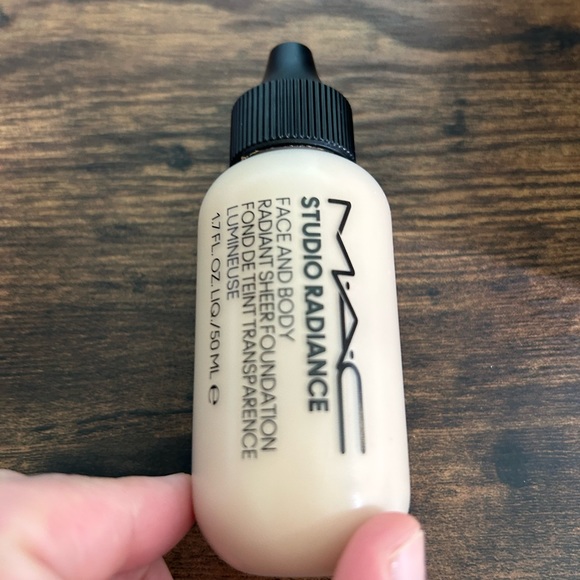 M·A·C
STUDIO RADIANCE
FACE AND BODY
RADIANT SHEER FOUNDATION
FOND DE TEINT TRANSPARENCE
LUMINEUSE
1.7 FL. OZ. LIQ./50 ML ℮